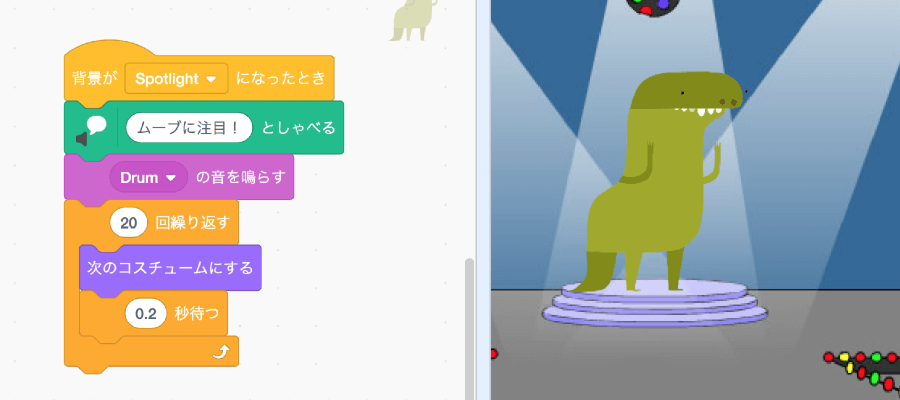 背景が Spotlight になったとき
ムーブに注目！ としゃべる
Drum の音を鳴らす
20 回繰り返す
次のコスチュームにする
0.2 秒待つ